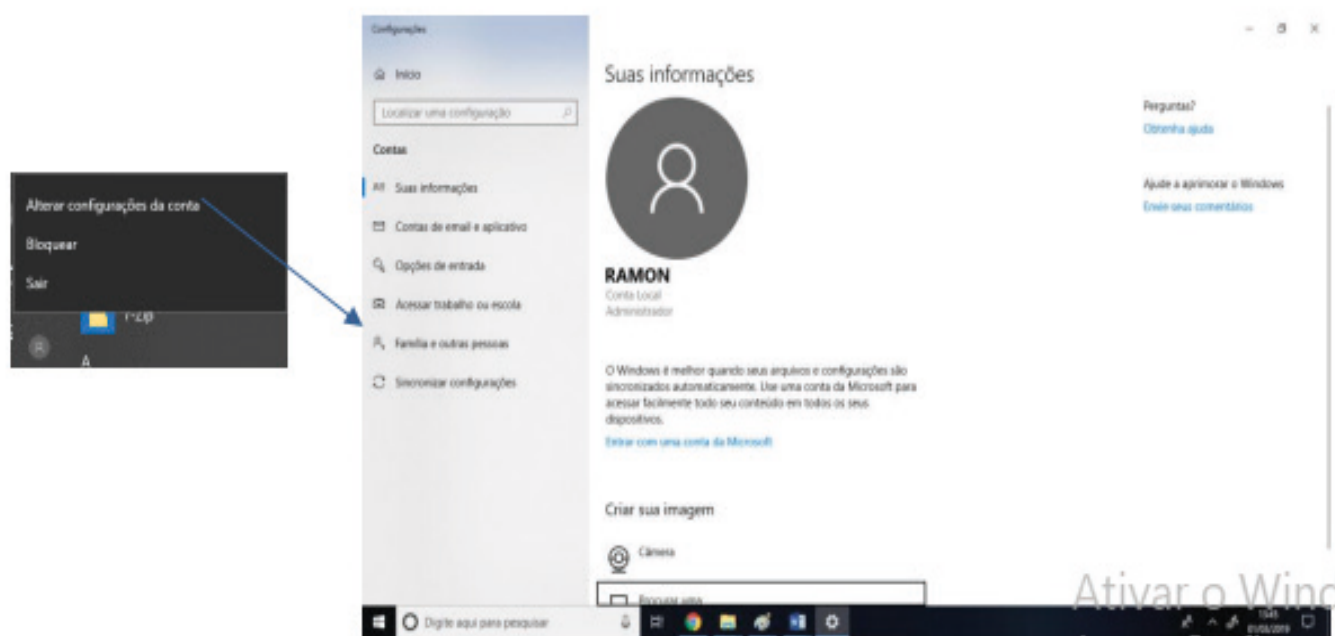 Alterar configurações da conta
Bloquear
Sair
7-Zip
A
Configurações
Início
Localizar uma configuração
Contas
Suas informações
Contas de email e aplicativo
Opções de entrada
Acessar trabalho ou escola
Família e outras pessoas
Sincronizar configurações
Suas informações
RAMON
Conta Local
Administrador
O Windows é melhor quando seus arquivos e configurações são
sincronizados automaticamente. Use uma conta da Microsoft para
acessar facilmente todo seu conteúdo em todos os seus
dispositivos.
Entrar com uma conta da Microsoft
Criar sua imagem
Câmera
Procurar uma
Perguntas?
Obtenha ajuda
Ajude a aprimorar o Windows
Envie seus comentários
Ativar o Wind
Digite aqui para pesquisar